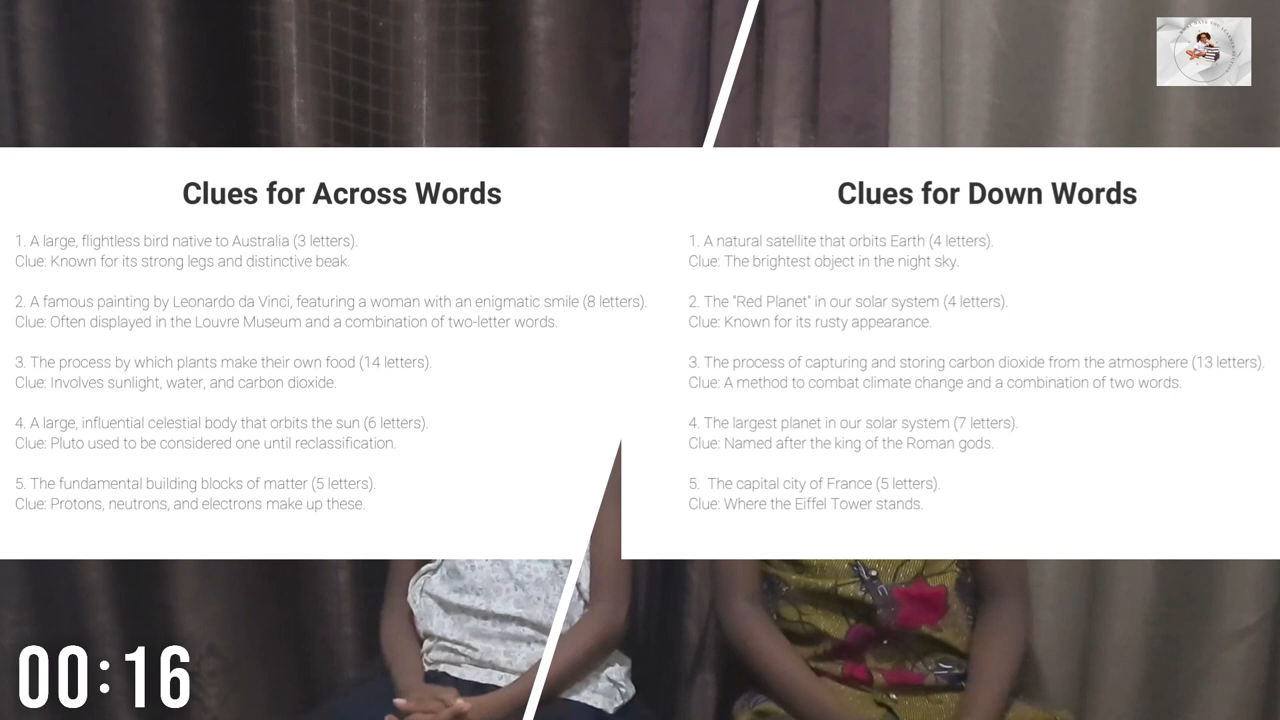 Clues for Across Words
1. A large, flightless bird native to Australia (3 letters).
Clue: Known for its strong legs and distinctive beak.
2. A famous painting by Leonardo da Vinci, featuring a woman with an enigmatic smile (8 letters).
Clue: Often displayed in the Louvre Museum and a combination of two-letter words.
3. The process by which plants make their own food (14 letters).
Clue: Involves sunlight, water, and carbon dioxide.
4. A large, influential celestial body that orbits the sun (6 letters).
Clue: Pluto used to be considered one until reclassification.
5. The fundamental building blocks of matter (5 letters).
Clue: Protons, neutrons, and electrons make up these.
Clues for Down Words
1. A natural satellite that orbits Earth (4 letters).
Clue: The brightest object in the night sky.
2. The "Red Planet" in our solar system (4 letters).
Clue: Known for its rusty appearance.
3. The process of capturing and storing carbon dioxide from the atmosphere (13 letters).
Clue: A method to combat climate change and a combination of two words.
4. The largest planet in our solar system (7 letters).
Clue: Named after the king of the Roman gods.
5. The capital city of France (5 letters).
Clue: Where the Eiffel Tower stands.
00:16